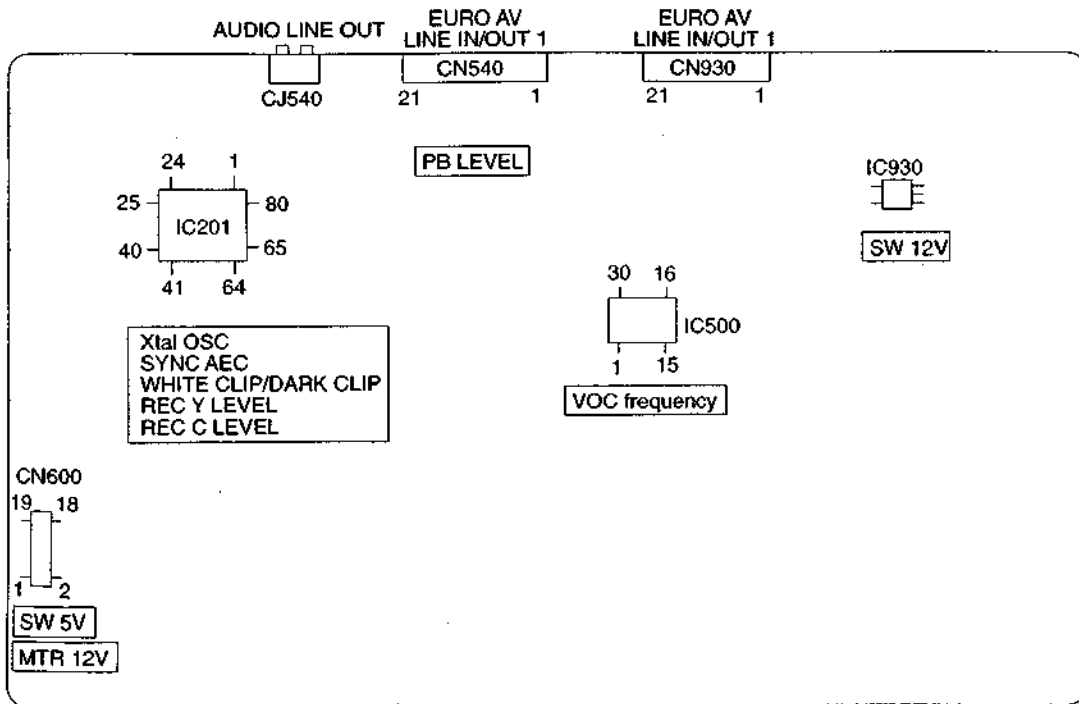 AUDIO LINE OUT
EURO AV
LINE IN/OUT 1
EURO AV
LINE IN/OUT 1
CN540
CN930
CJ540
21 1
21 1
PB LEVEL
24 1
25 80
IC201
40 65
41 64
IC930
SW 12V
30 16
IC500
1 15
VOC frequency
Xtal OSC
SYNC AEC
WHITE CLIP/DARK CLIP
REC Y LEVEL
REC C LEVEL
CN600
19 18
1 2
SW 5V
MTR 12V